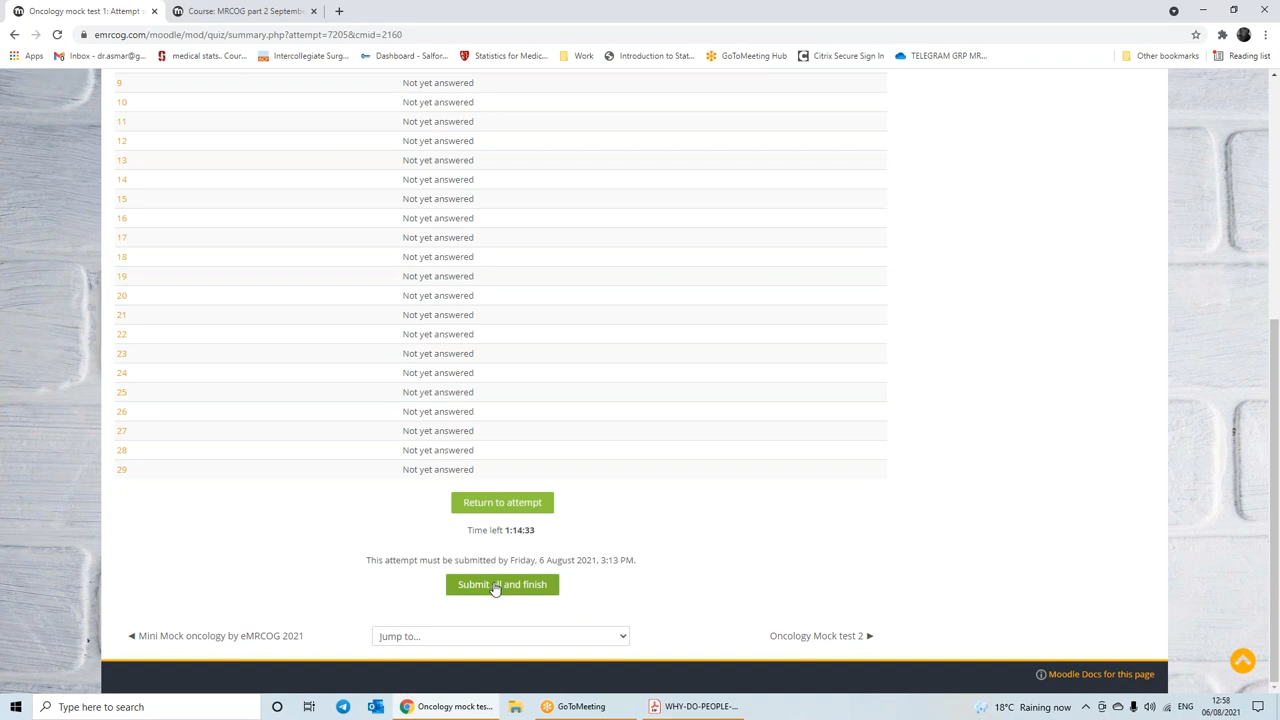 Oncology mock test 1: Attempt s
Course: MRCOG part 2 Septemb
emrcog.com/moodle/mod/quiz/summary.php?attempt=7205&cmid=2160
Apps
Inbox - dr.asmar@g...
medical stats.. Cour...
Intercollegiate Surg...
Dashboard - Salfor...
Statistics for Medic...
Work
Introduction to Stat...
GoToMeeting Hub
Citrix Secure Sign In
TELEGRAM GRP MR...
Other bookmarks
Reading list
9 Not yet answered
10 Not yet answered
11 Not yet answered
12 Not yet answered
13 Not yet answered
14 Not yet answered
15 Not yet answered
16 Not yet answered
17 Not yet answered
18 Not yet answered
19 Not yet answered
20 Not yet answered
21 Not yet answered
22 Not yet answered
23 Not yet answered
24 Not yet answered
25 Not yet answered
26 Not yet answered
27 Not yet answered
28 Not yet answered
29 Not yet answered
Return to attempt
Time left 1:14:33
This attempt must be submitted by Friday, 6 August 2021, 3:13 PM.
Submit all and finish
◄ Mini Mock oncology by eMRCOG 2021
Jump to...
Oncology Mock test 2 ►
Moodle Docs for this page
Type here to search
Oncology mock tes...
GoToMeeting
WHY-DO-PEOPLE-...
18°C Raining now
ENG
12:58
06/08/2021